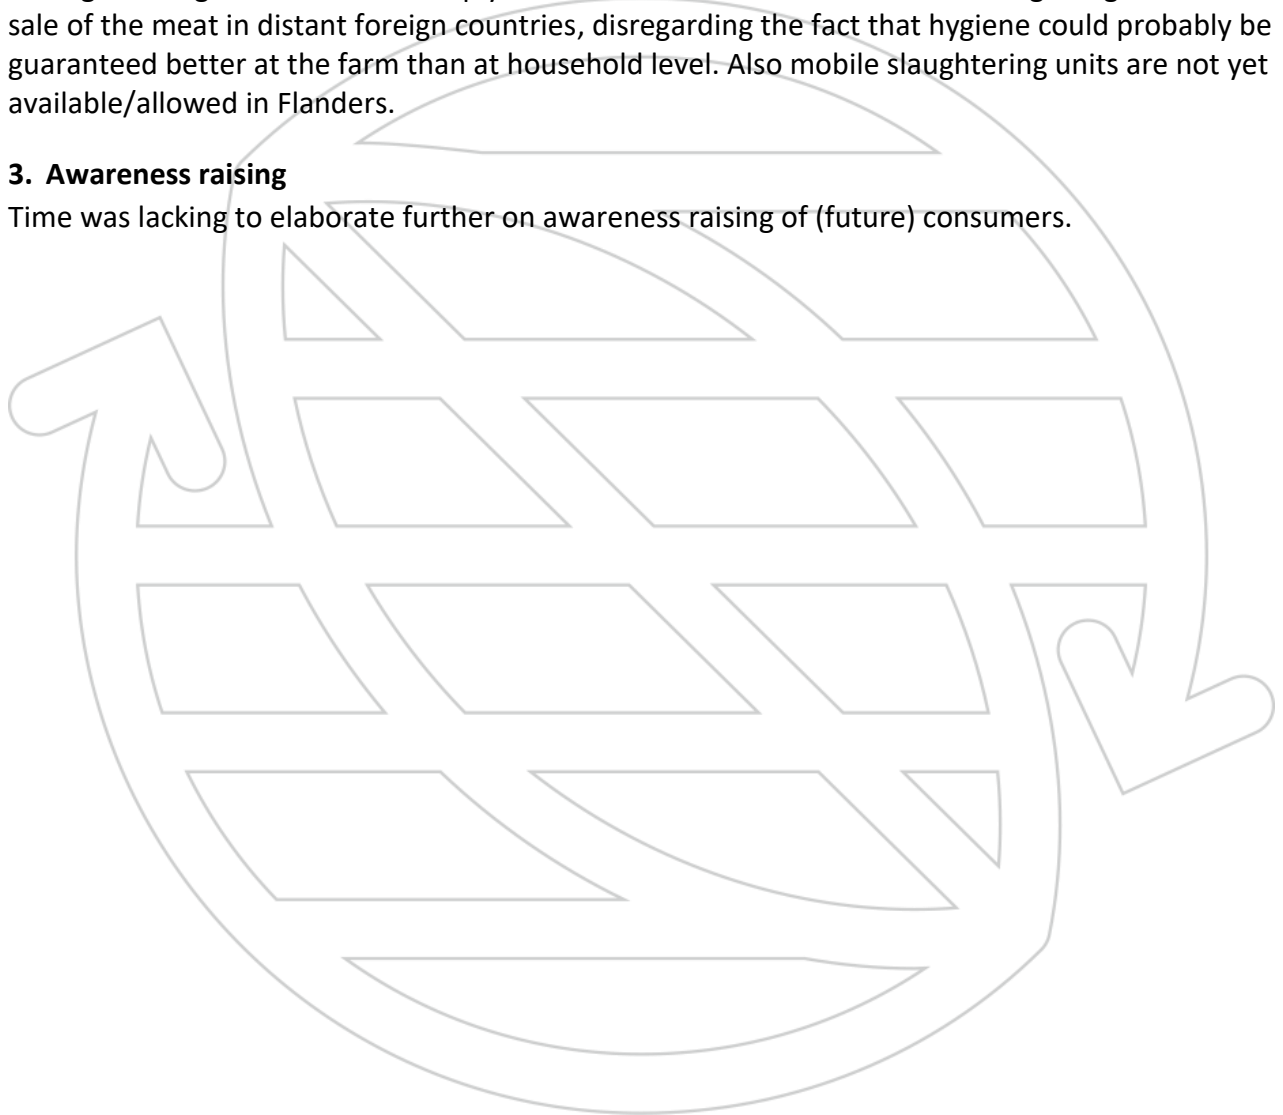 sale of the meat in distant foreign countries, disregarding the fact that hygiene could probably be
guaranteed better at the farm than at household level. Also mobile slaughtering units are not yet
available/allowed in Flanders.
3. Awareness raising
Time was lacking to elaborate further on awareness raising of (future) consumers.